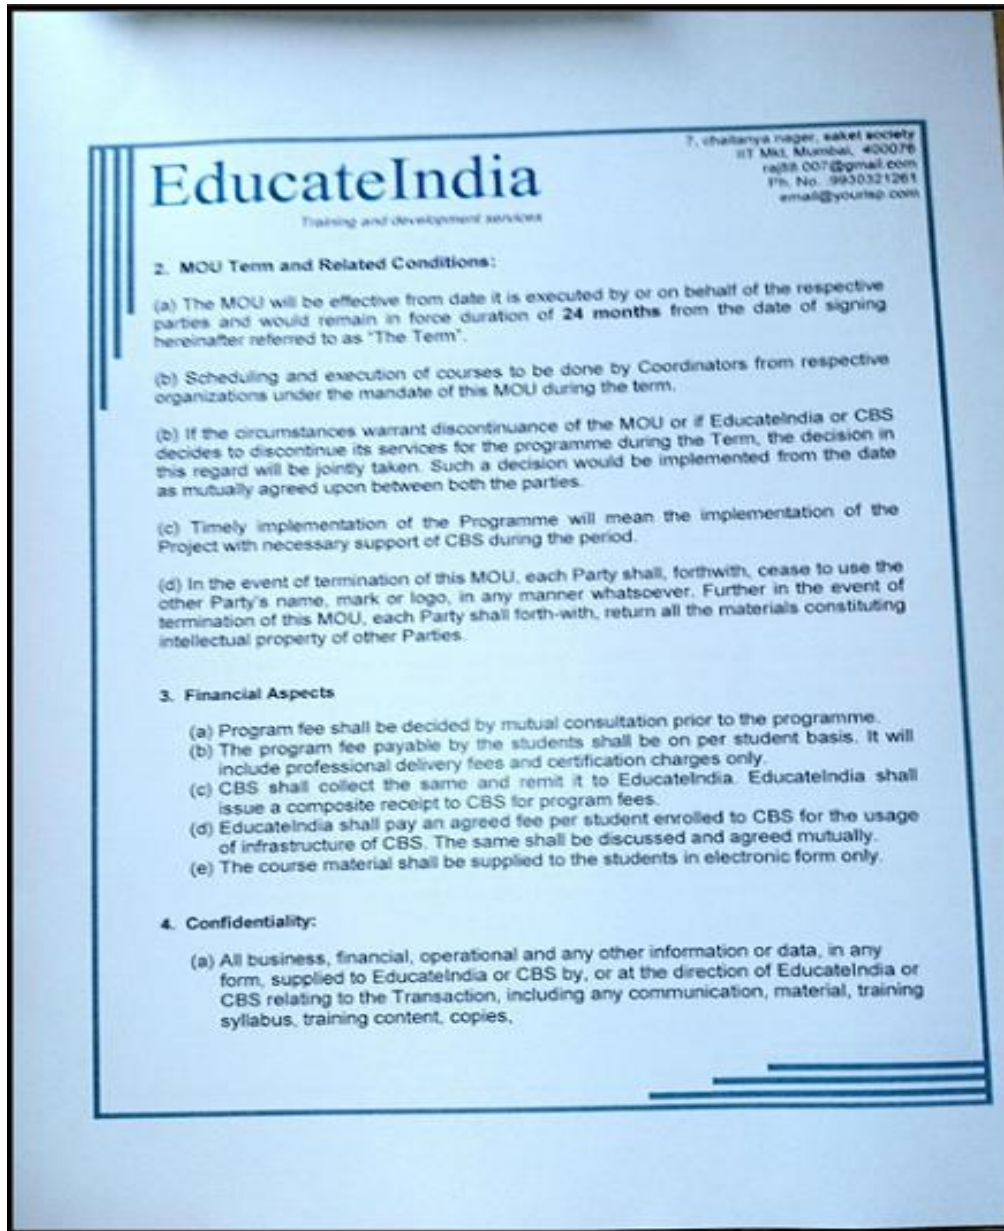 7, chaitanya nager, saket society
IIT Mkt, Mumbai, 400076
raj88.007@gmail.com
Ph. No. 9930321261
email@yourisp.com
EducateIndia
Training and development services
2. MOU Term and Related Conditions:
(a) The MOU will be effective from date it is executed by or on behalf of the respective
parties and would remain in force duration of 24 months from the date of signing
hereinafter referred to as “The Term”.
(b) Scheduling and execution of courses to be done by Coordinators from respective
organizations under the mandate of this MOU during the term.
(b) If the circumstances warrant discontinuance of the MOU or if EducateIndia or CBS
decides to discontinue its services for the programme during the Term, the decision in
this regard will be jointly taken. Such a decision would be implemented from the date
as mutually agreed upon between both the parties.
(c) Timely implementation of the Programme will mean the implementation of the
Project with necessary support of CBS during the period.
(d) In the event of termination of this MOU, each Party shall, forthwith, cease to use the
other Party's name, mark or logo, in any manner whatsoever. Further in the event of
termination of this MOU, each Party shall forth-with, return all the materials constituting
intellectual property of other Parties.
3. Financial Aspects
(a) Program fee shall be decided by mutual consultation prior to the programme.
(b) The program fee payable by the students shall be on per student basis. It will
include professional delivery fees and certification charges only.
(c) CBS shall collect the same and remit it to EducateIndia. EducateIndia shall
issue a composite receipt to CBS for program fees.
(d) EducateIndia shall pay an agreed fee per student enrolled to CBS for the usage
of infrastructure of CBS. The same shall be discussed and agreed mutually.
(e) The course material shall be supplied to the students in electronic form only.
4. Confidentiality:
(a) All business, financial, operational and any other information or data, in any
form, supplied to EducateIndia or CBS by, or at the direction of EducateIndia or
CBS relating to the Transaction, including any communication, material, training
syllabus, training content, copies,